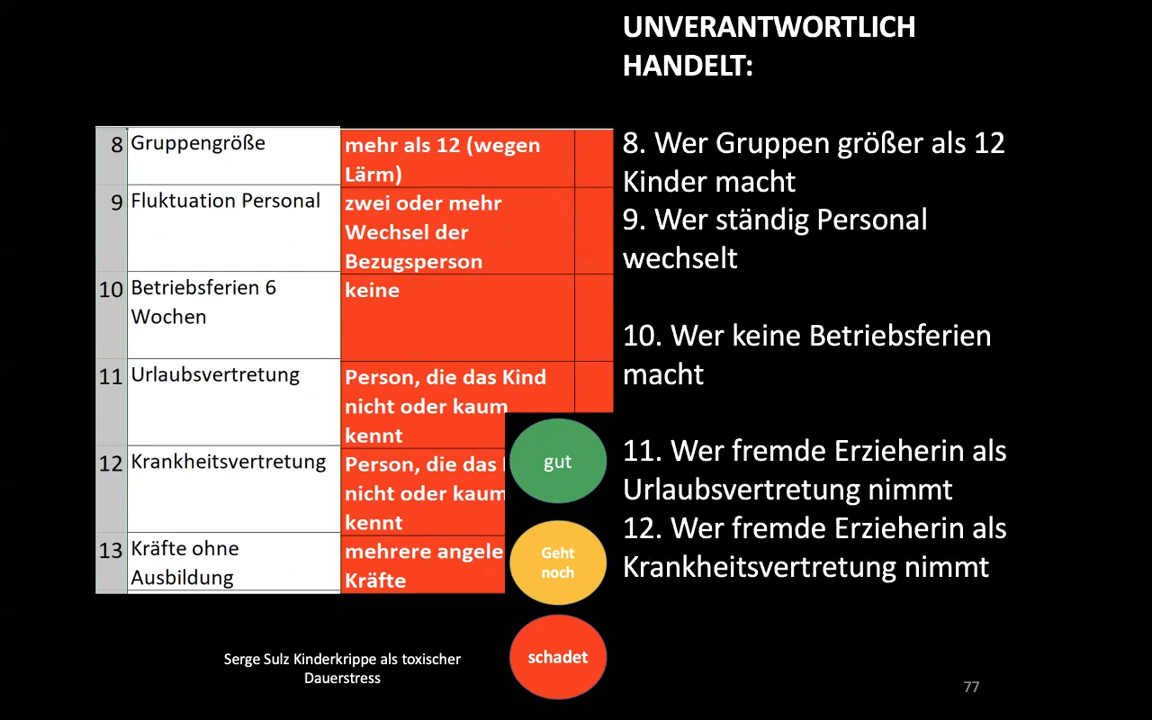 UNVERANTWORTLICH
HANDELT:
8 Gruppengröße mehr als 12 (wegen
Lärm)
9 Fluktuation Personal zwei oder mehr
Wechsel der
Bezugsperson
10 Betriebsferien 6 keine
Wochen
11 Urlaubsvertretung Person, die das Kind
nicht oder kaum
kennt
12 Krankheitsvertretung Person, die das
nicht oder kaum
kennt
13 Kräfte ohne mehrere angele
Ausbildung Kräfte
8. Wer Gruppen größer als 12
Kinder macht
9. Wer ständig Personal
wechselt
10. Wer keine Betriebsferien
macht
11. Wer fremde Erzieherin als
Urlaubsvertretung nimmt
12. Wer fremde Erzieherin als
Krankheitsvertretung nimmt
gut
Geht
noch
schadet
Serge Sulz Kinderkrippe als toxischer
Dauerstress
77